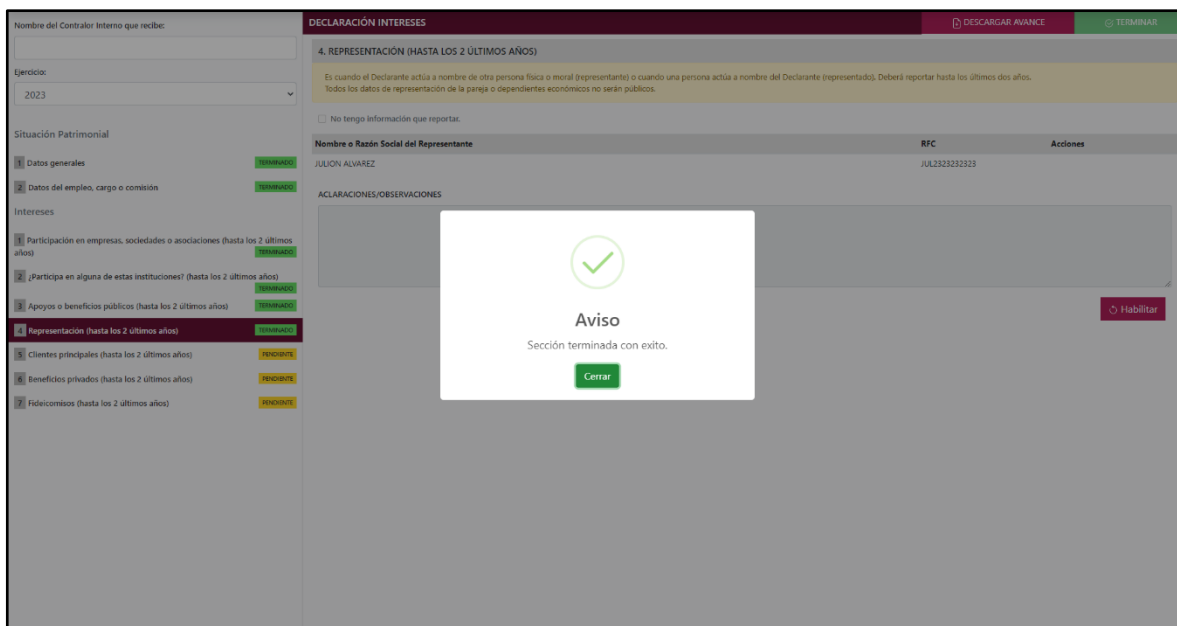 Nombre del Contralor Interno que recibe:
Ejercicio:
2023
Situación Patrimonial
1 Datos generales TERMINADO
2 Datos del empleo, cargo o comisión TERMINADO
Intereses
1 Participación en empresas, sociedades o asociaciones (hasta los 2 últimos
años) TERMINADO
2 ¿Participa en alguna de estas instituciones? (hasta los 2 últimos años)
TERMINADO
3 Apoyos o beneficios públicos (hasta los 2 últimos años) TERMINADO
4 Representación (hasta los 2 últimos años) TERMINADO
5 Clientes principales (hasta los 2 últimos años) PENDIENTE
6 Beneficios privados (hasta los 2 últimos años) PENDIENTE
7 Fideicomisos (hasta los 2 últimos años) PENDIENTE
DECLARACIÓN INTERESES
DESCARGAR AVANCE
TERMINAR
4. REPRESENTACIÓN (HASTA LOS 2 ÚLTIMOS AÑOS)
Es cuando el Declarante actúa a nombre de otra persona física o moral (representante) o cuando una persona actúa a nombre del Declarante (representado). Deberá reportar hasta los últimos dos años.
Todos los datos de representación de la pareja o dependientes económicos no serán públicos.
No tengo información que reportar.
Nombre o Razón Social del Representante RFC Acciones
JULION ALVAREZ JUL2323232323
ACLARACIONES/OBSERVACIONES
Habilitar
Aviso
Sección terminada con exito.
Cerrar